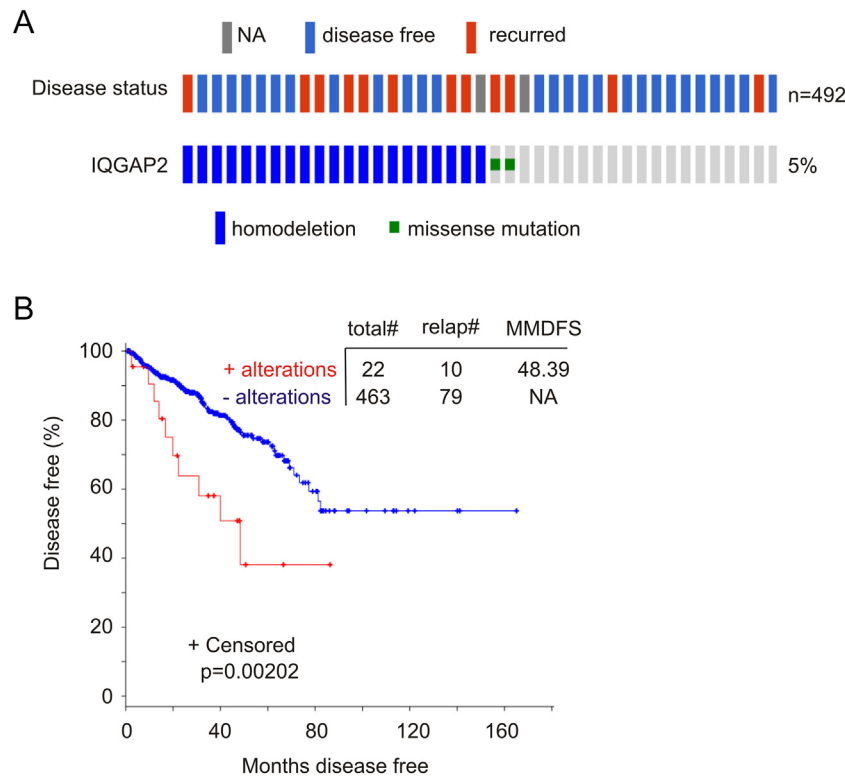 A
NA disease free recurred
Disease status n=492
IQGAP2 5%
homodeletion missense mutation
B
total# relap# MMDFS
+ alterations 22 10 48.39
- alterations 463 79 NA
100
80
60
40
20
0
Disease free (%)
+ Censored
p=0.00202
0 40 80 120 160
Months disease free